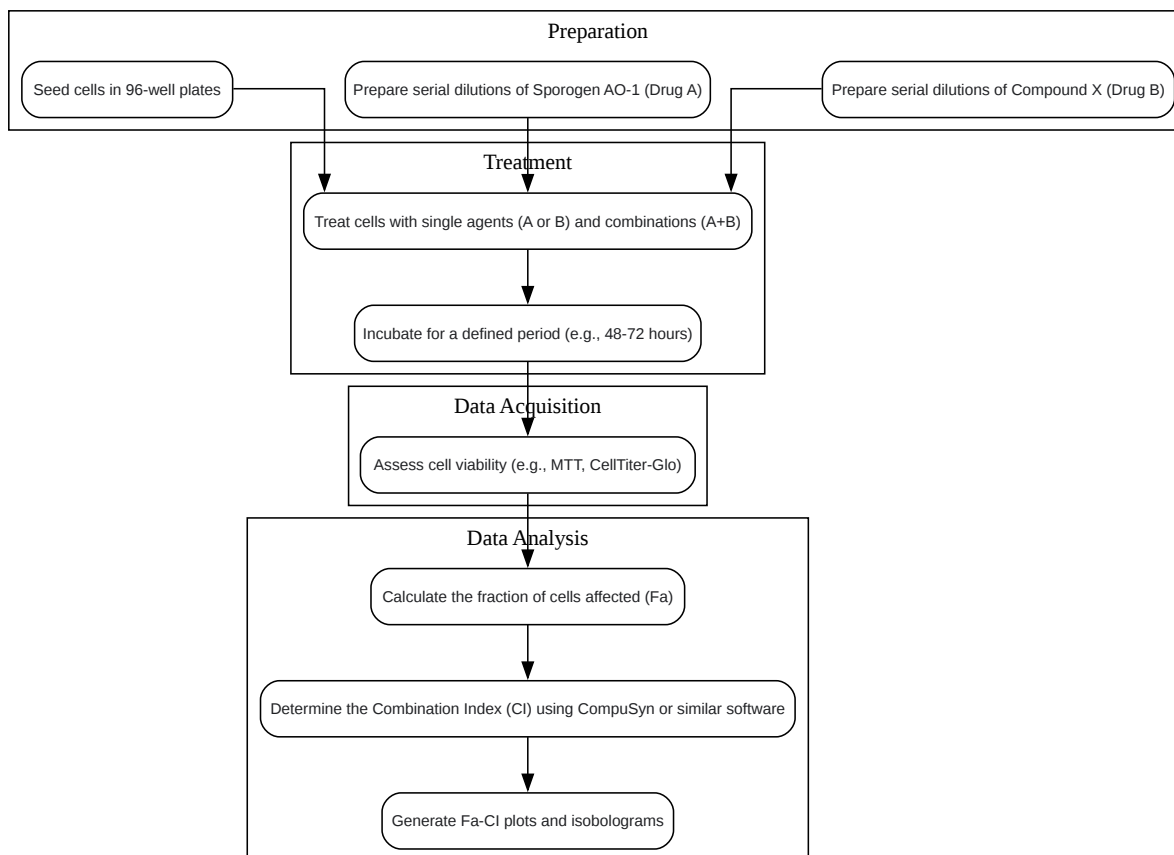 Preparation
Seed cells in 96-well plates
Prepare serial dilutions of Sporogen AO-1 (Drug A)
Prepare serial dilutions of Compound X (Drug B)
Treatment
Treat cells with single agents (A or B) and combinations (A+B)
Incubate for a defined period (e.g., 48-72 hours)
Data Acquisition
Assess cell viability (e.g., MTT, CellTiter-Glo)
Data Analysis
Calculate the fraction of cells affected (Fa)
Determine the Combination Index (CI) using CompuSyn or similar software
Generate Fa-CI plots and isobolograms